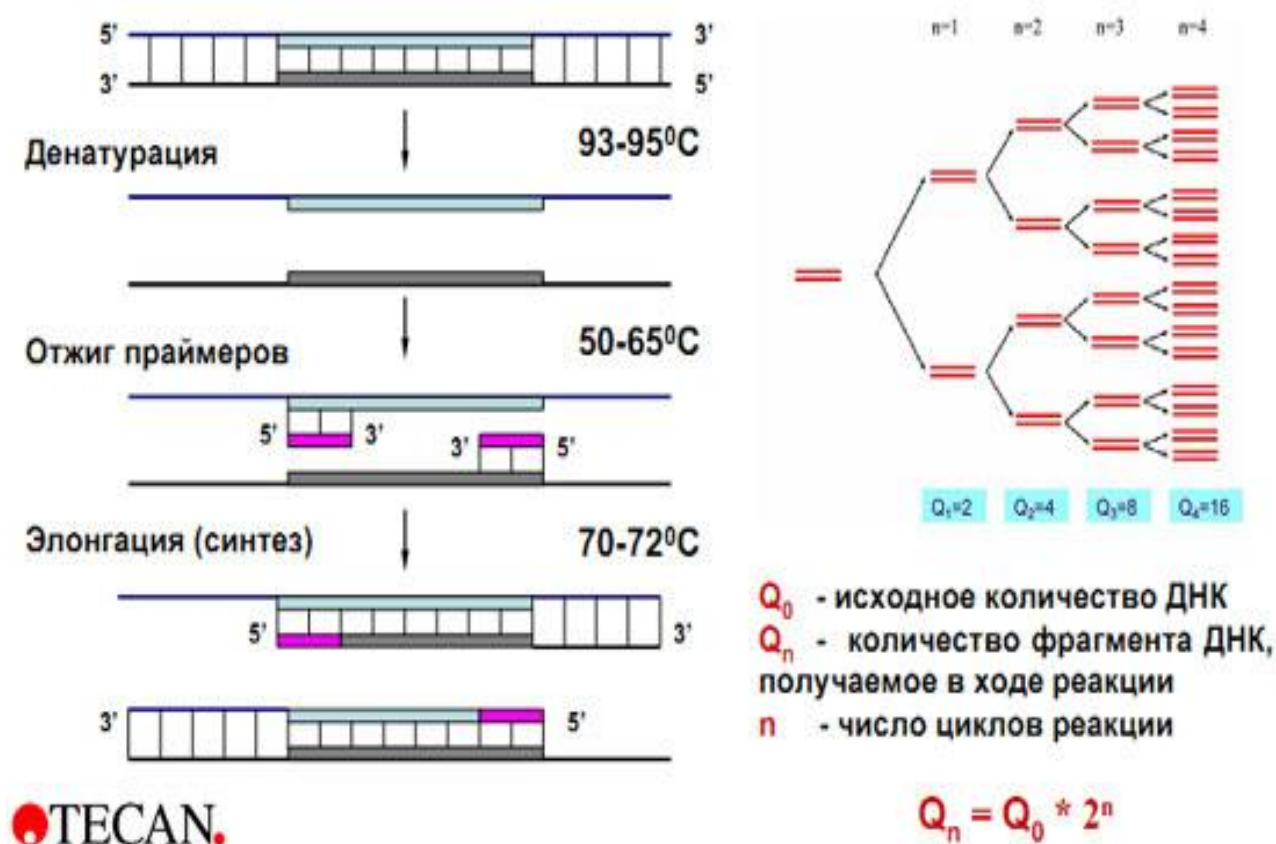 5’ 3’
3’ 5’
Денатурация 93-95⁰C
Отжиг праймеров 50-65⁰C
5’ 3’ 3’ 5’
Элонгация (синтез) 70-72⁰C
5’ 3’
3’ 5’
TECAN.
n=1 n=2 n=3 n=4
Q₁=2 Q₂=4 Q₃=8 Q₄=16
Q₀ - исходное количество ДНК
Qₙ - количество фрагмента ДНК,
получаемое в ходе реакции
n - число циклов реакции
Qₙ = Q₀ * 2ⁿ